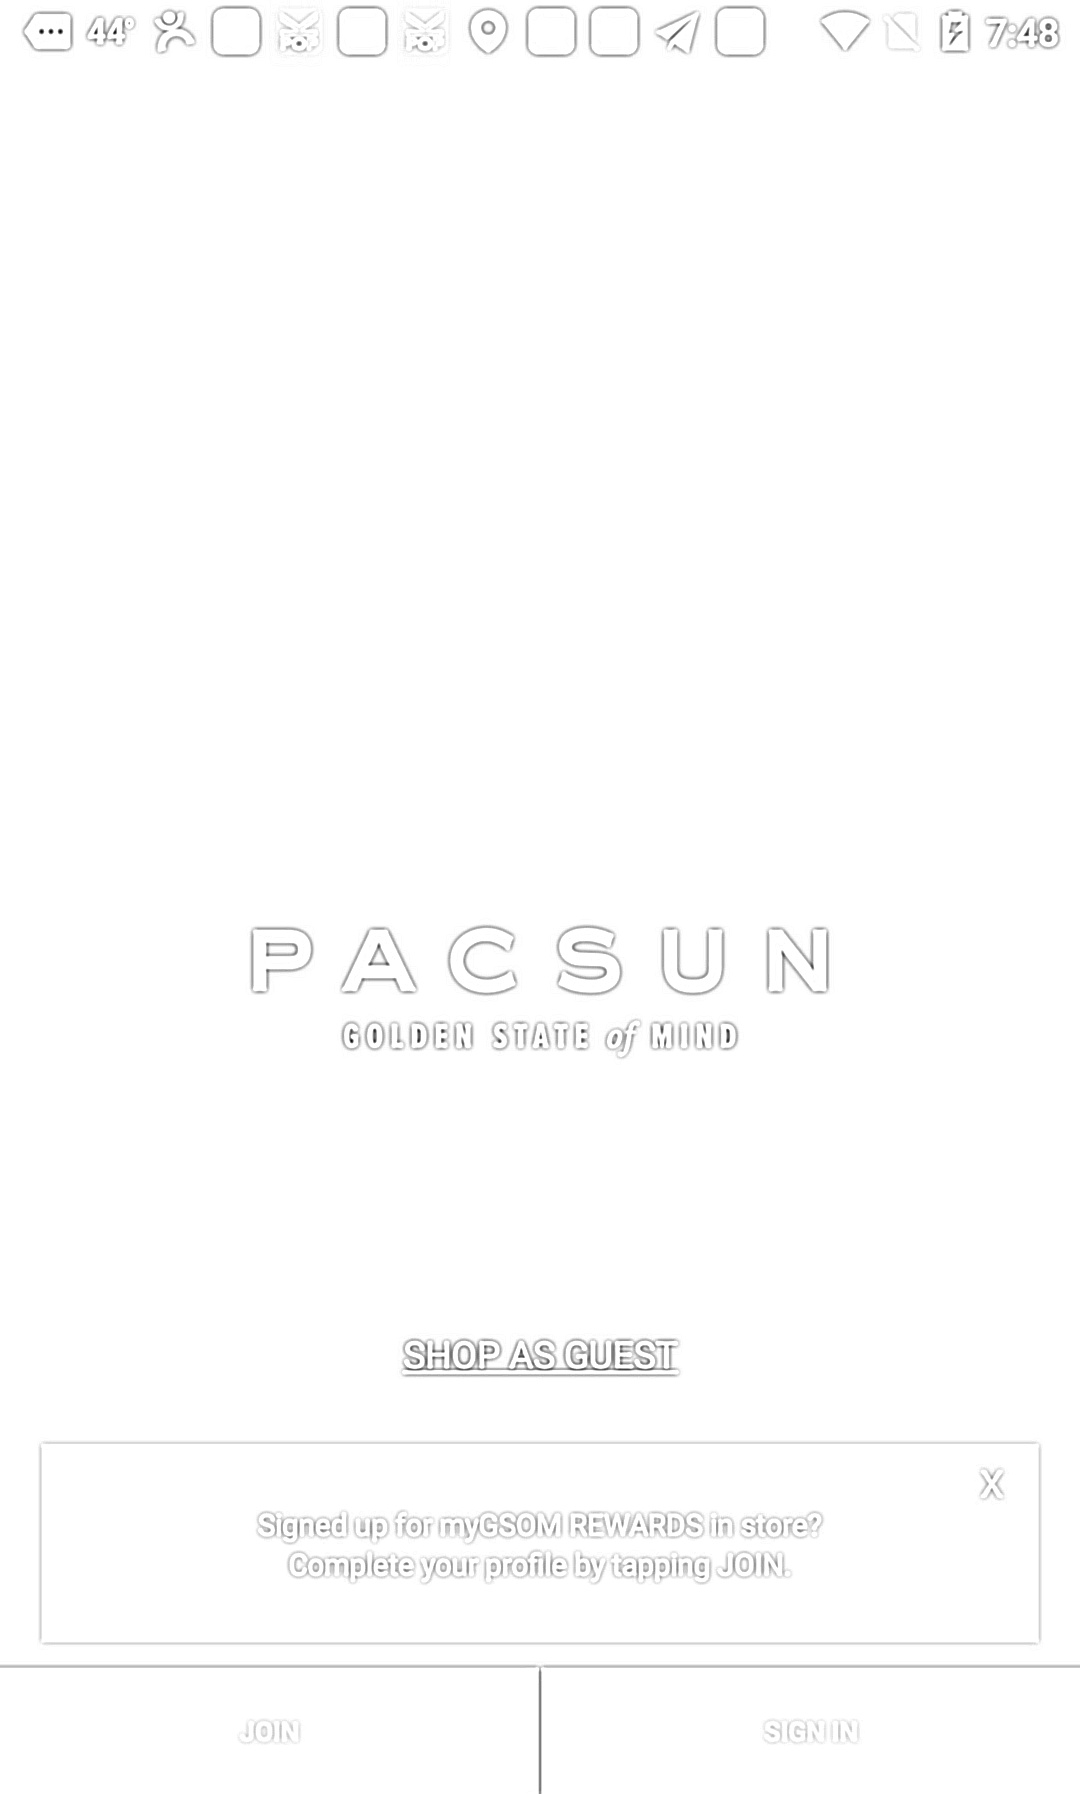 44° 7:48
PACSUN
GOLDEN STATE of MIND
SHOP AS GUEST
X
Signed up for myGSOM REWARDS in store?
Complete your profile by tapping JOIN.
JOIN SIGN IN